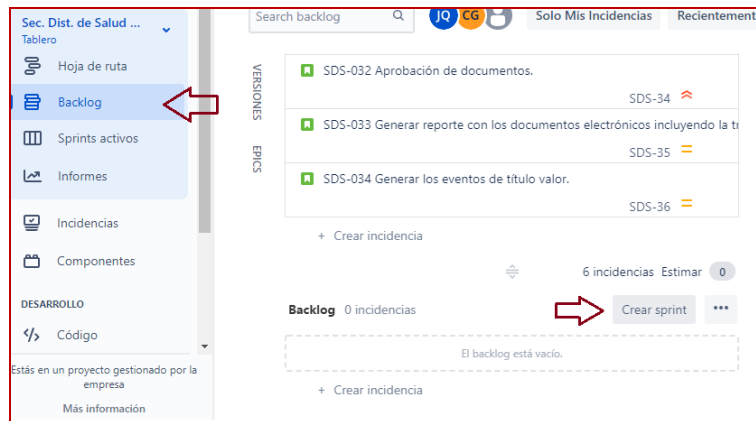 Sec. Dist. de Salud ...
Tablero
Hoja de ruta
Backlog
Sprints activos
Informes
Incidencias
Componentes
DESARROLLO
Código
Estás en un proyecto gestionado por la
empresa
Más información
Search backlog
JQ
CG
Solo Mis Incidencias
Recientement
VERSIONES
EPICS
SDS-032 Aprobación de documentos.
SDS-34
SDS-033 Generar reporte con los documentos electrónicos incluyendo la tr
SDS-35
SDS-034 Generar los eventos de título valor.
SDS-36
+ Crear incidencia
6 incidencias Estimar 0
Backlog 0 incidencias
Crear sprint
El backlog está vacío.
+ Crear incidencia